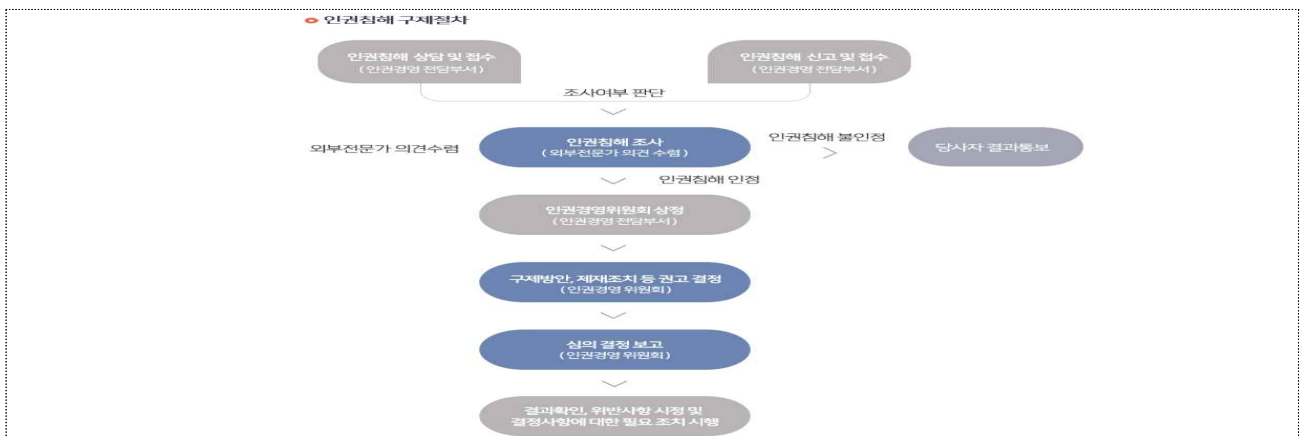 인권침해 구제절차
인권침해 상담 및 접수
(인권경영 전담부서)
인권침해 신고 및 접수
(인권경영 전담부서)
조사여부 판단
외부전문가 의견수렴
인권침해 조사
(외부전문가 의견 수렴)
인권침해 불인정
당사자 결과통보
인권침해 인정
인권경영위원회 상정
(인권경영 전담부서)
구제방안, 제재조치 등 권고 결정
(인권경영 위원회)
심의 결정 보고
(인권경영 위원회)
결과확인, 위반사항 시정 및
결정사항에 대한 필요 조치 시행